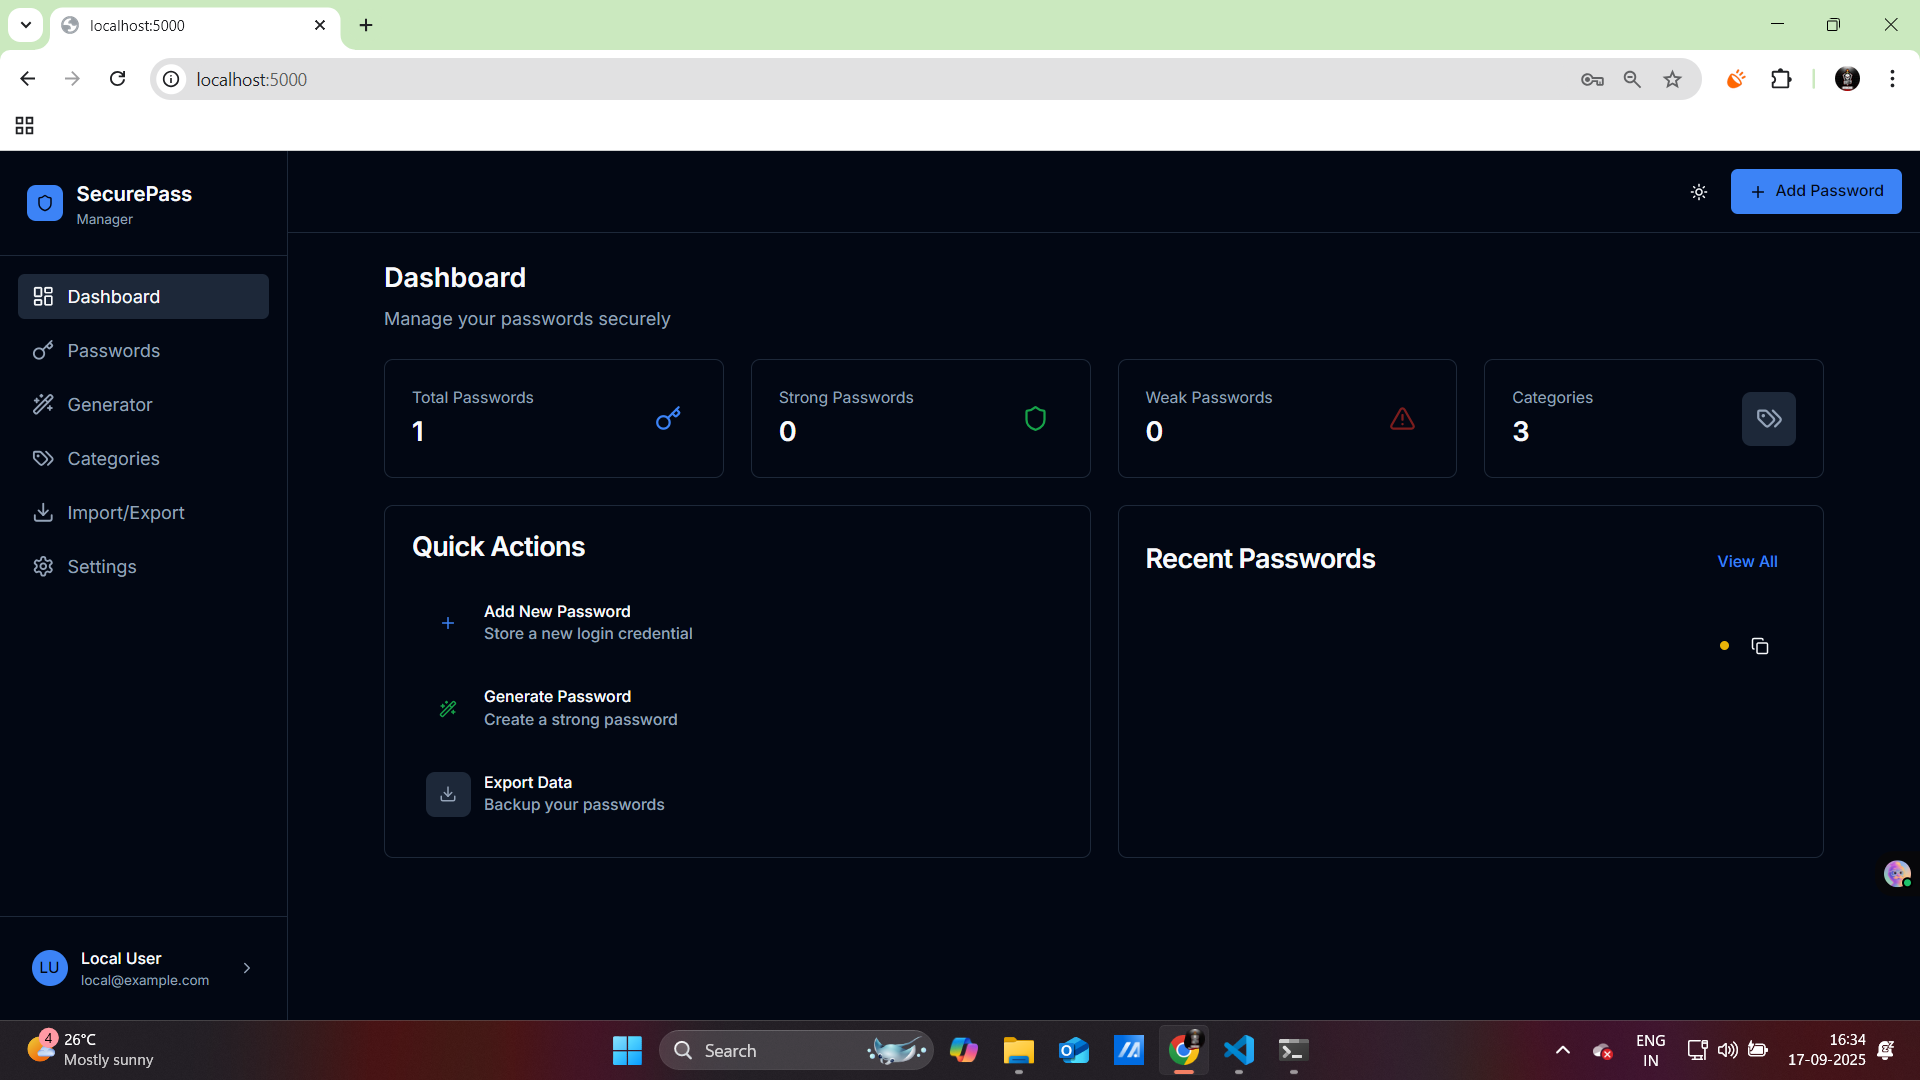 localhost:5000
localhost:5000
SecurePass
Manager
Add Password
Dashboard
Passwords
Generator
Categories
Import/Export
Settings
Dashboard
Manage your passwords securely
Total Passwords
1
Strong Passwords
0
Weak Passwords
0
Categories
3
Quick Actions
Add New Password
Store a new login credential
Generate Password
Create a strong password
Export Data
Backup your passwords
Recent Passwords
View All
LU
Local User
local@example.com
4
26°C
Mostly sunny
Search
ENG
IN
16:34
17-09-2025